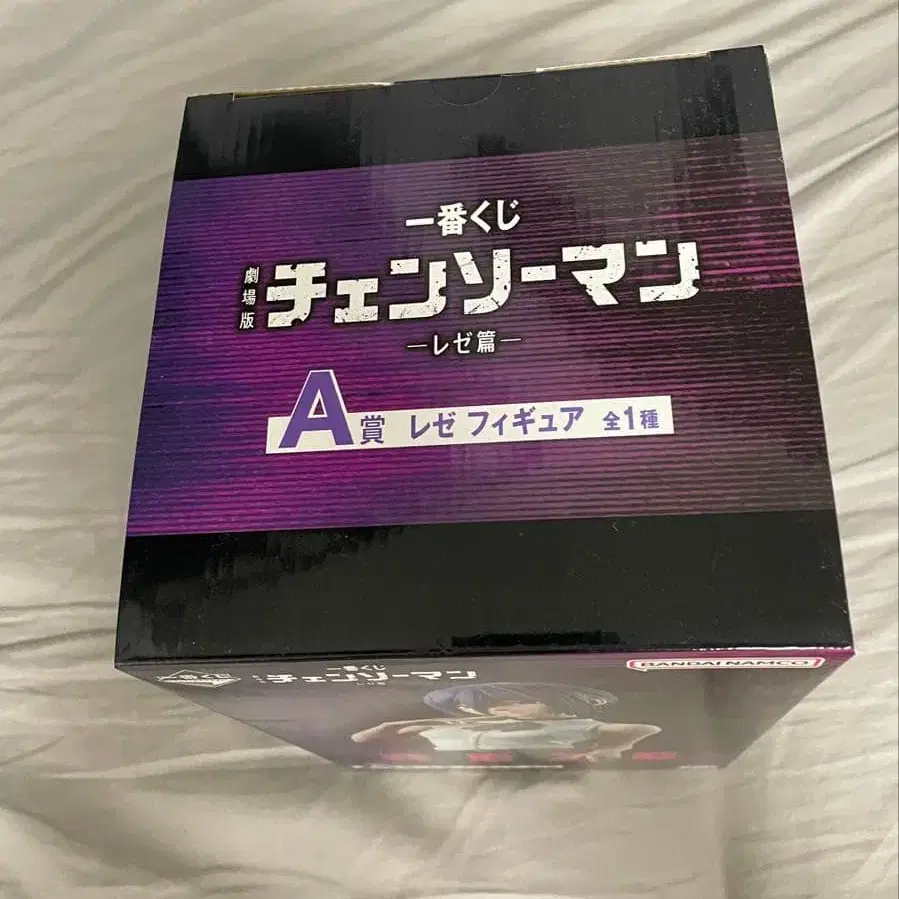 一番くじ
劇場版 チェンソーマン
—レゼ篇—
A賞 レゼ フィギュア 全1種
BANDAI NAMCO
一番くじ
チェンソーマン